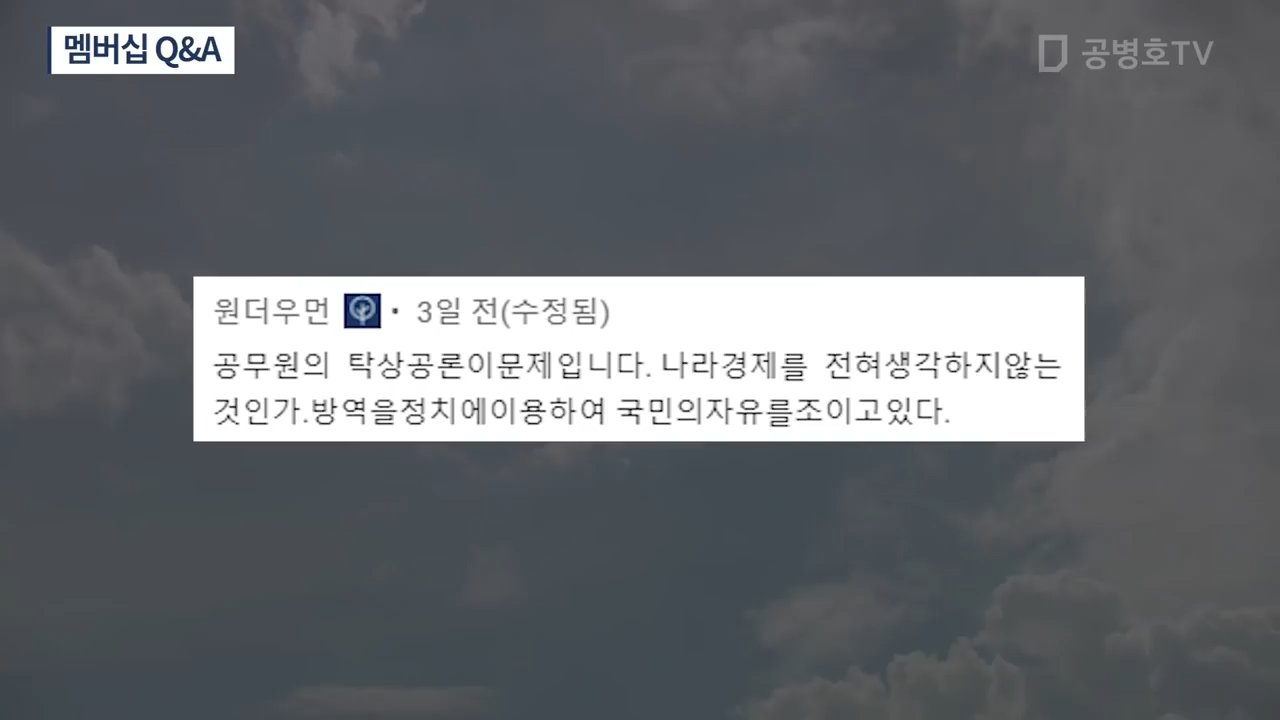 멤버십 Q&A
공병호TV
원더우먼 • 3일 전(수정됨)
공무원의 탁상공론이문제입니다. 나라경제를 전혀생각하지않는
것인가.방역을정치에이용하여 국민의자유를조이고있다.